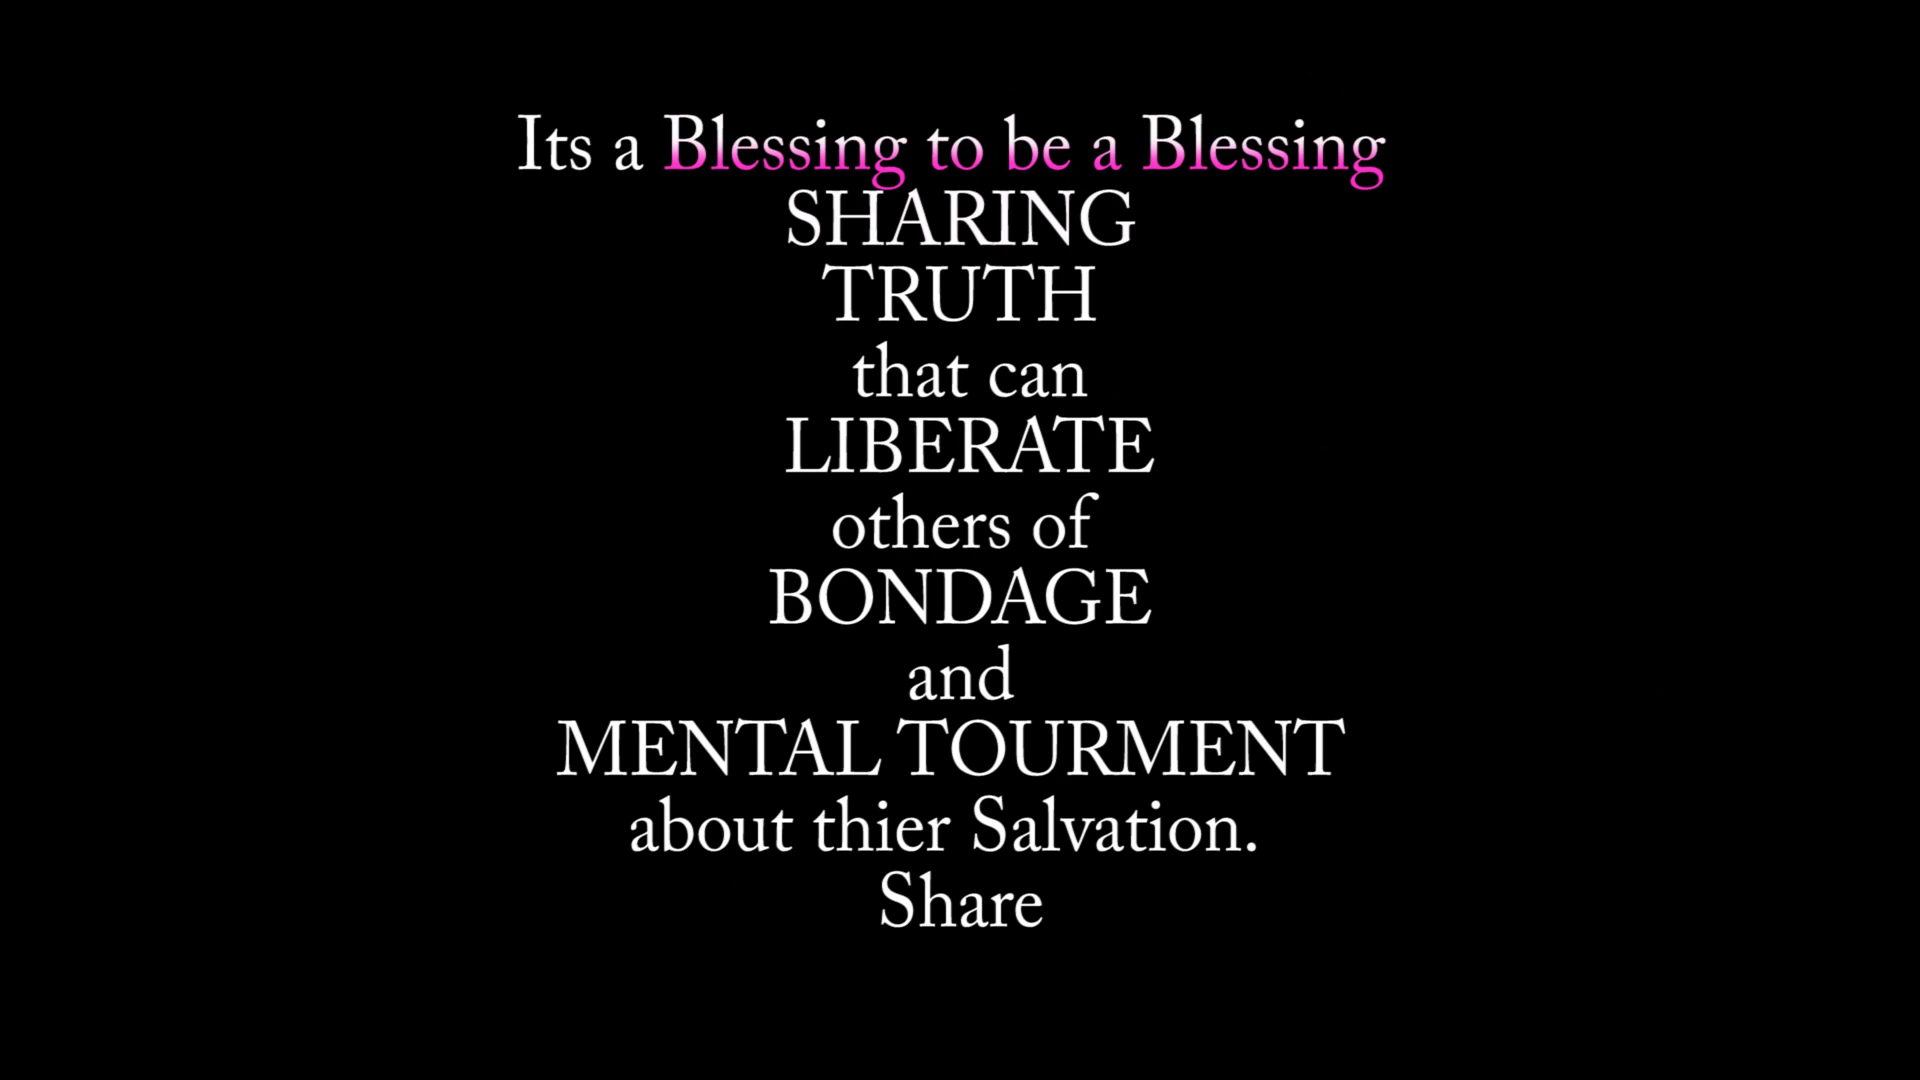 Its a Blessing to be a Blessing
SHARING
TRUTH
that can
LIBERATE
others of
BONDAGE
and
MENTAL TOURMENT
about thier Salvation.
Share